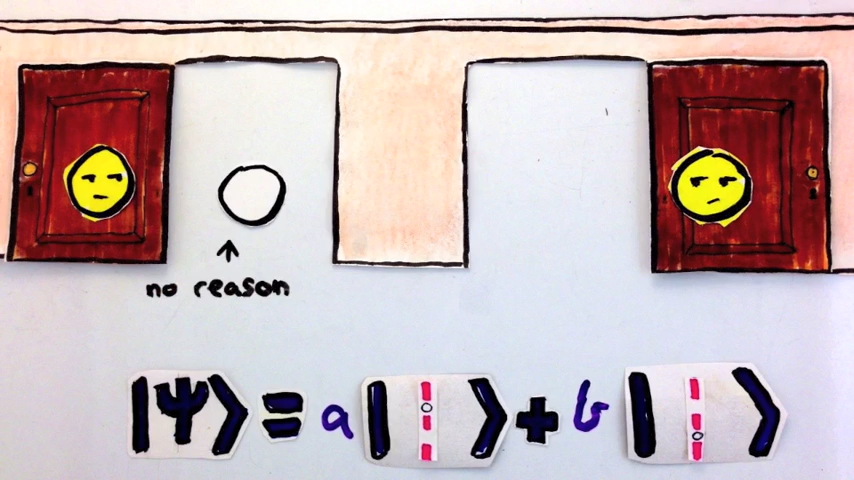 no reason
|Ψ⟩ = a| ⟩ + b| ⟩